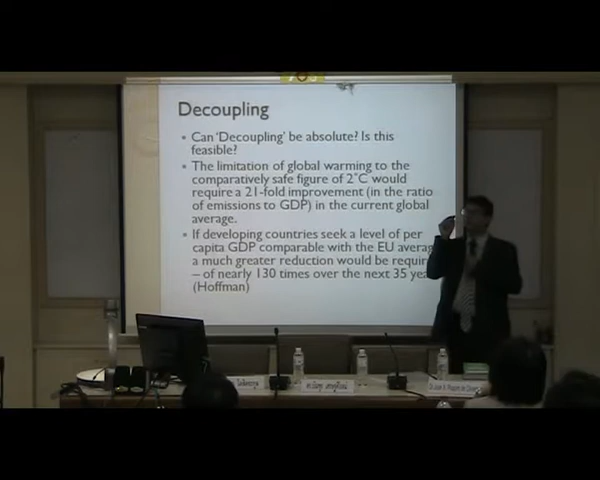 Decoupling
• Can 'Decoupling' be absolute? Is this
feasible?
• The limitation of global warming to the
comparatively safe figure of 2°C would
require a 21-fold improvement (in the ratio
of emissions to GDP) in the current global
average.
• If developing countries seek a level of per
capita GDP comparable with the EU averag
a much greater reduction would be requir
– of nearly 130 times over the next 35 yea
(Hoffman)